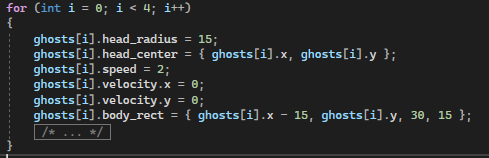 for (int i = 0; i < 4; i++)
{
ghosts[i].head_radius = 15;
ghosts[i].head_center = { ghosts[i].x, ghosts[i].y };
ghosts[i].speed = 2;
ghosts[i].velocity.x = 0;
ghosts[i].velocity.y = 0;
ghosts[i].body_rect = { ghosts[i].x - 15, ghosts[i].y, 30, 15 };
/* ... */
}